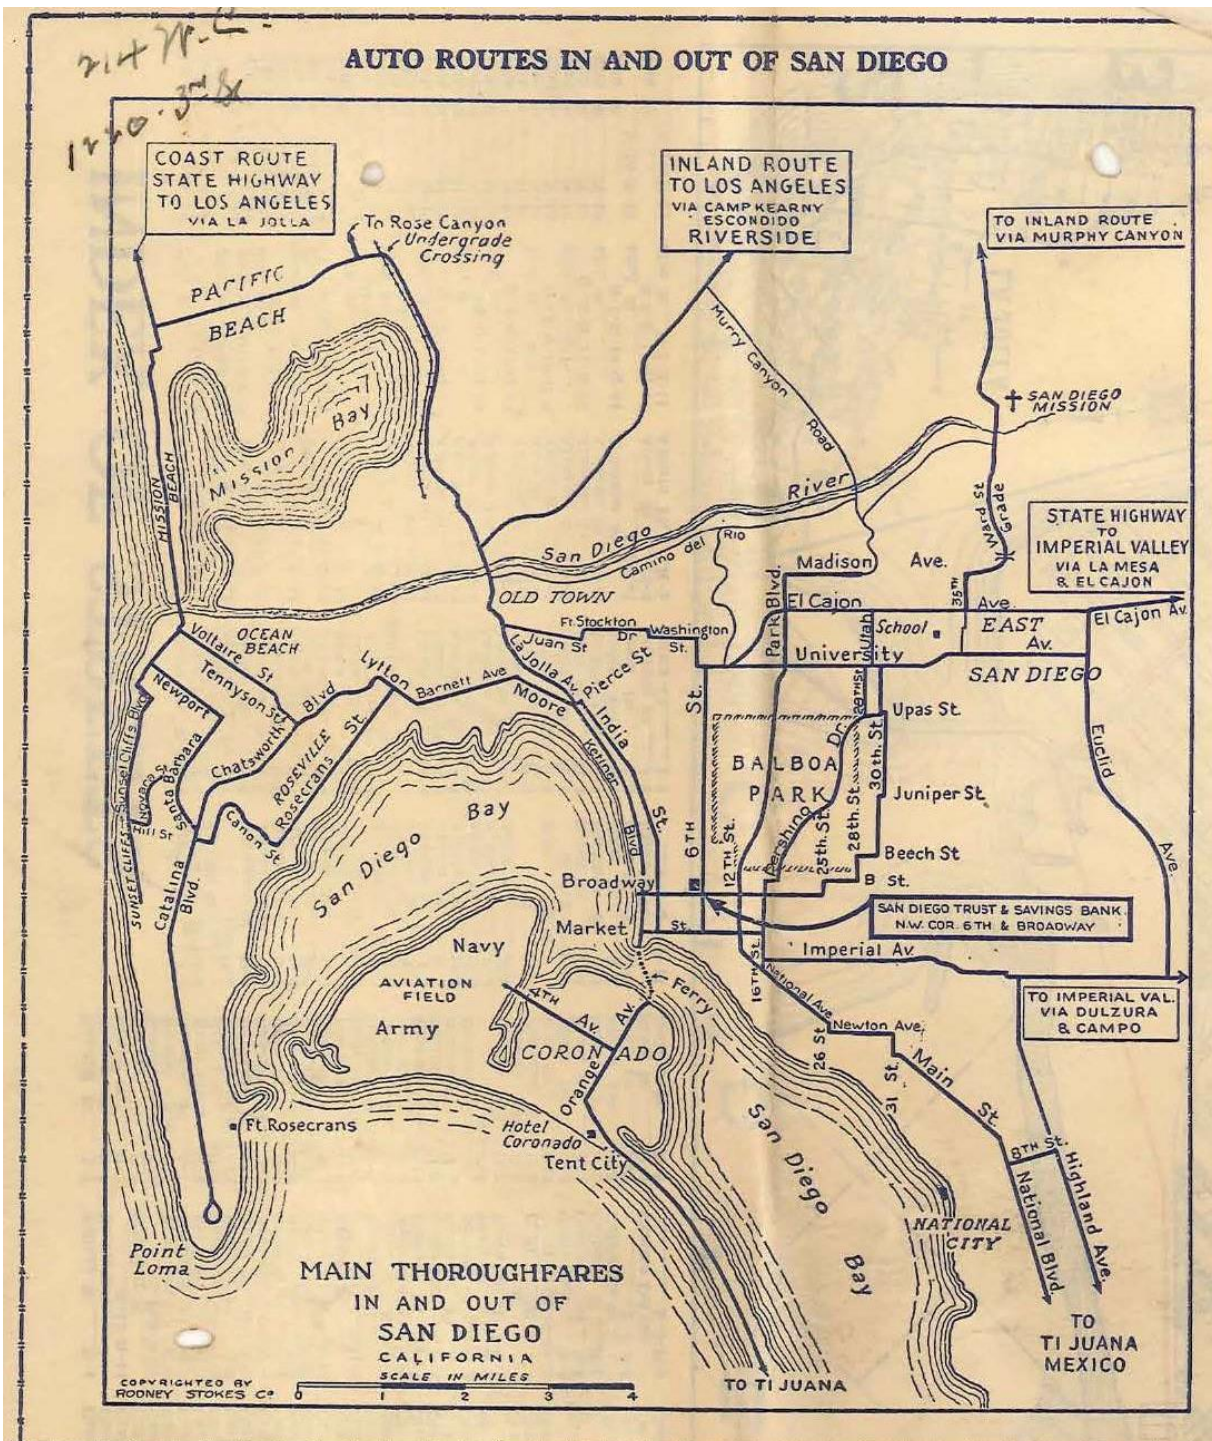 214 W. C.
1220. 3rd St
AUTO ROUTES IN AND OUT OF SAN DIEGO
COAST ROUTE
STATE HIGHWAY
TO LOS ANGELES
VIA LA JOLLA
INLAND ROUTE
TO LOS ANGELES
VIA CAMP KEARNY
ESCONDIDO
RIVERSIDE
TO INLAND ROUTE
VIA MURPHY CANYON
To Rose Canyon
Undergrade
Crossing
PACIFIC
BEACH
Murry Canyon
Road
SAN DIEGO
MISSION
Mission Bay
MISSION
BEACH
River
San Diego
Camino del Rio
Ward St
Grade
STATE HIGHWAY
TO
IMPERIAL VALLEY
VIA LA MESA
& EL CAJON
Madison Ave.
OLD TOWN
Park Blvd.
El Cajon Ave.
35TH
El Cajon Av.
OCEAN
BEACH
Voltaire St
Ft. Stockton
Dr
Juan St
Washington
St.
Utah
School
EAST
SAN DIEGO
University Av.
La Jolla Av.
Pierce St
Lytton
Barnett Ave
Moore
Newport
Tennyson St.
Blvd
Chatsworth
Sunset Cliffs Blvd
Santa Barbara
Novara St
Hill St
ROSEVILLE
Rosecrans St.
Canon St
SUNSET CLIFFS
Catalina
Blvd.
India St.
Kettner Blvd
St.
6TH
BALBOA
PARK
28TH St
Upas St.
Pershing Dr.
30th. St.
28th. St.
25th. St.
12TH St.
Juniper St.
Beech St
B St.
Euclid Ave.
San Diego Bay
Broadway
Market St.
SAN DIEGO TRUST & SAVINGS BANK.
N.W. COR. 6TH & BROADWAY
Imperial Av.
16TH St.
National Ave.
Newton Ave.
26 St
31 St.
Main St.
TO IMPERIAL VAL.
VIA DULZURA
& CAMPO
Navy
AVIATION
FIELD
Army
4TH Av.
Ferry
CORONADO
Orange Av.
Ft. Rosecrans
Hotel
Coronado
Tent City
San Diego Bay
8TH St.
Highland Ave.
National Blvd.
NATIONAL
CITY
Point
Loma
MAIN THOROUGHFARES
IN AND OUT OF
SAN DIEGO
CALIFORNIA
SCALE IN MILES
0 1 2 3 4
COPYRIGHTED BY
RODNEY STOKES Co
TO TI JUANA
TO
TI JUANA
MEXICO